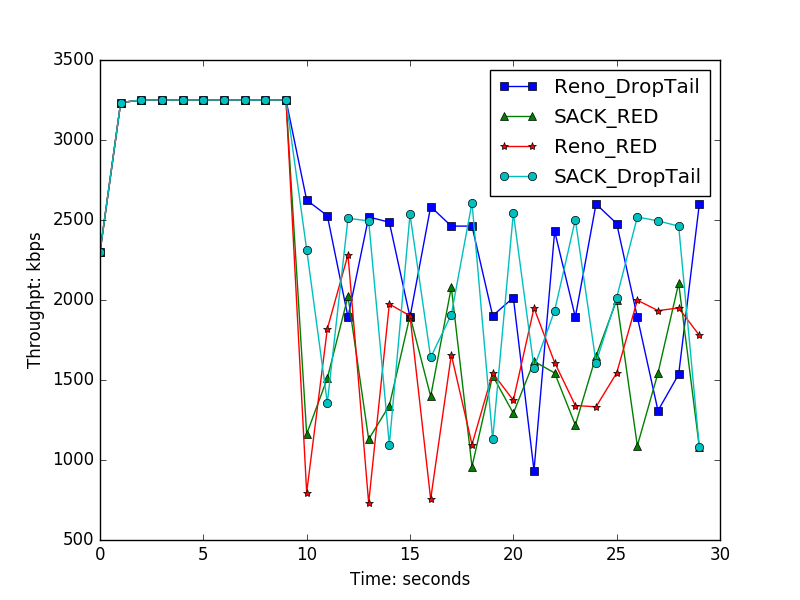 3500
3000
2500
2000
1500
1000
500
Throughpt: kbps
Reno_DropTail
SACK_RED
Reno_RED
SACK_DropTail
0
5
10
15
20
25
30
Time: seconds